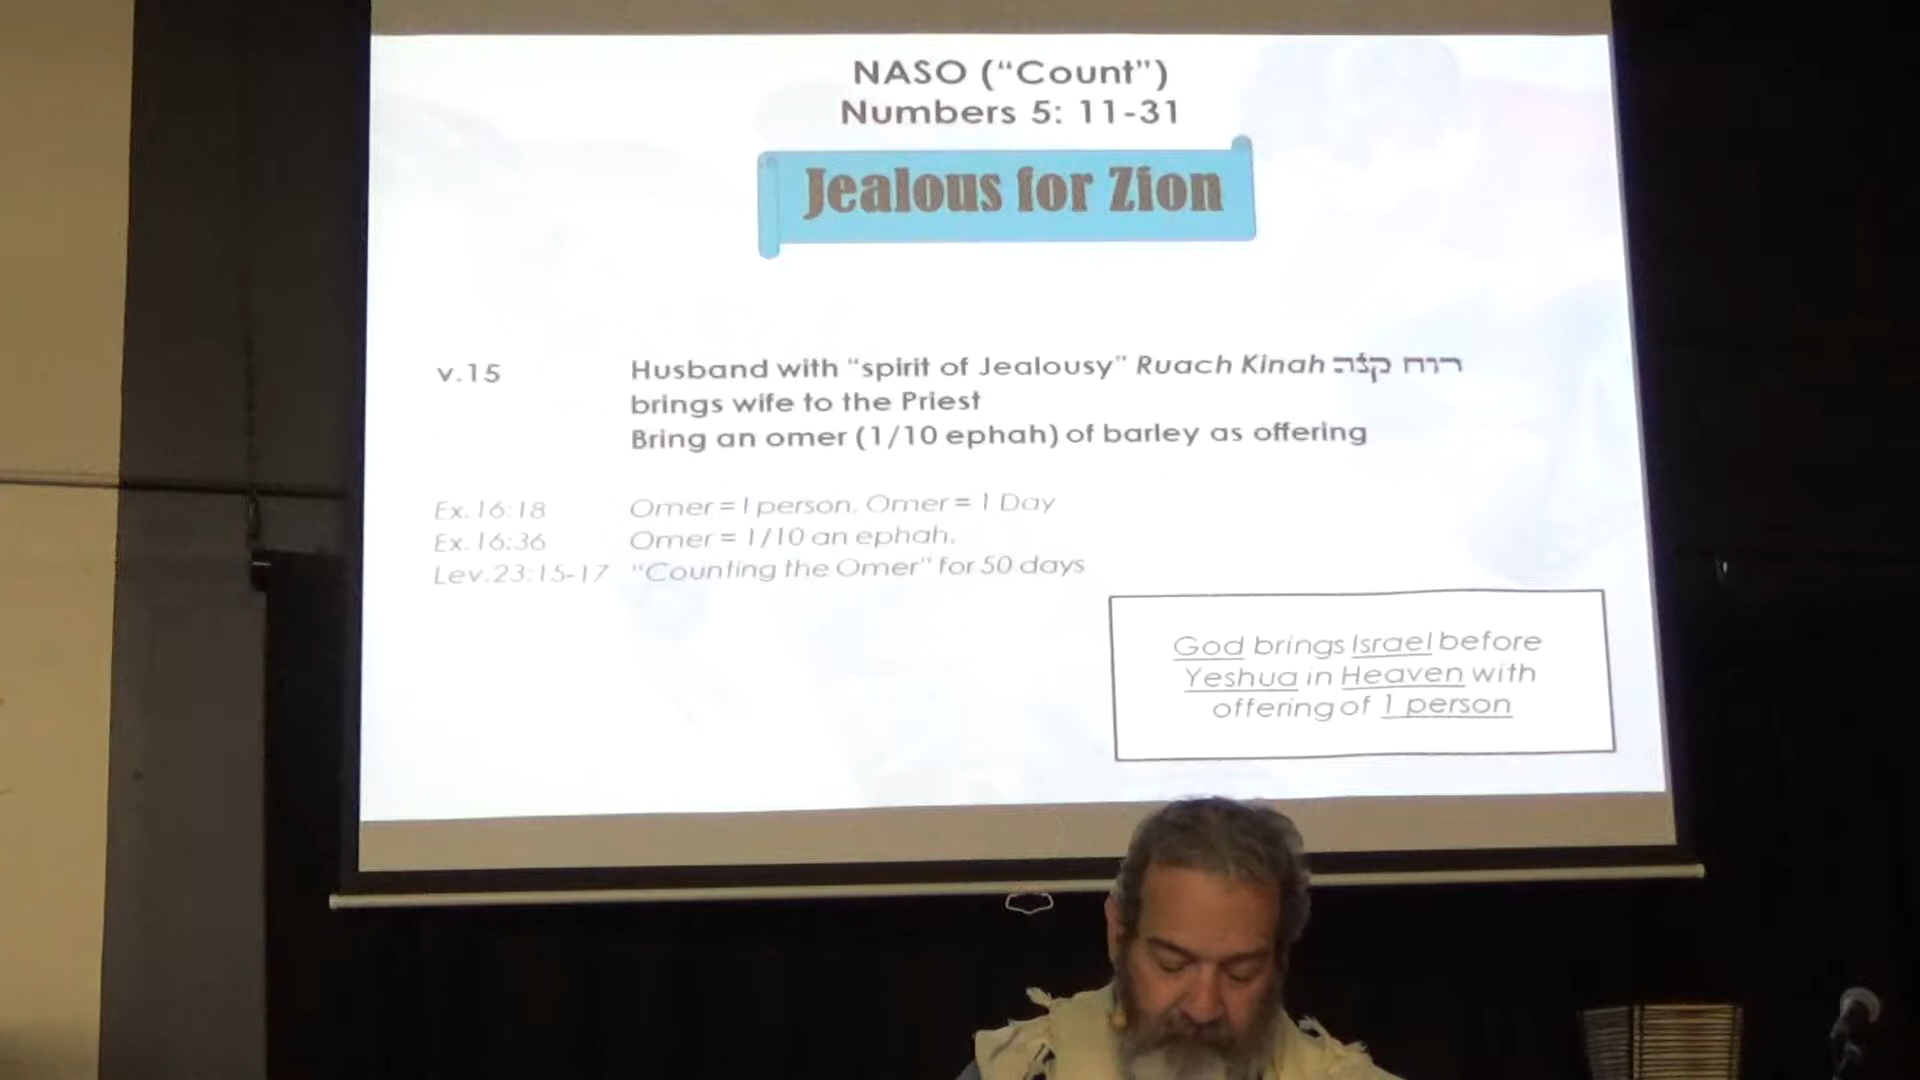 NASO (“Count”)
Numbers 5: 11-31
Jealous for Zion
v.15 Husband with “spirit of Jealousy” Ruach Kinah רוח קנאה
brings wife to the Priest
Bring an omer (1/10 ephah) of barley as offering
Ex. 16:18 Omer = 1 person, Omer = 1 Day
Ex. 16:36 Omer = 1/10 an ephah.
Lev.23:15-17 “Counting the Omer” for 50 days
God brings Israel before
Yeshua in Heaven with
offering of 1 person